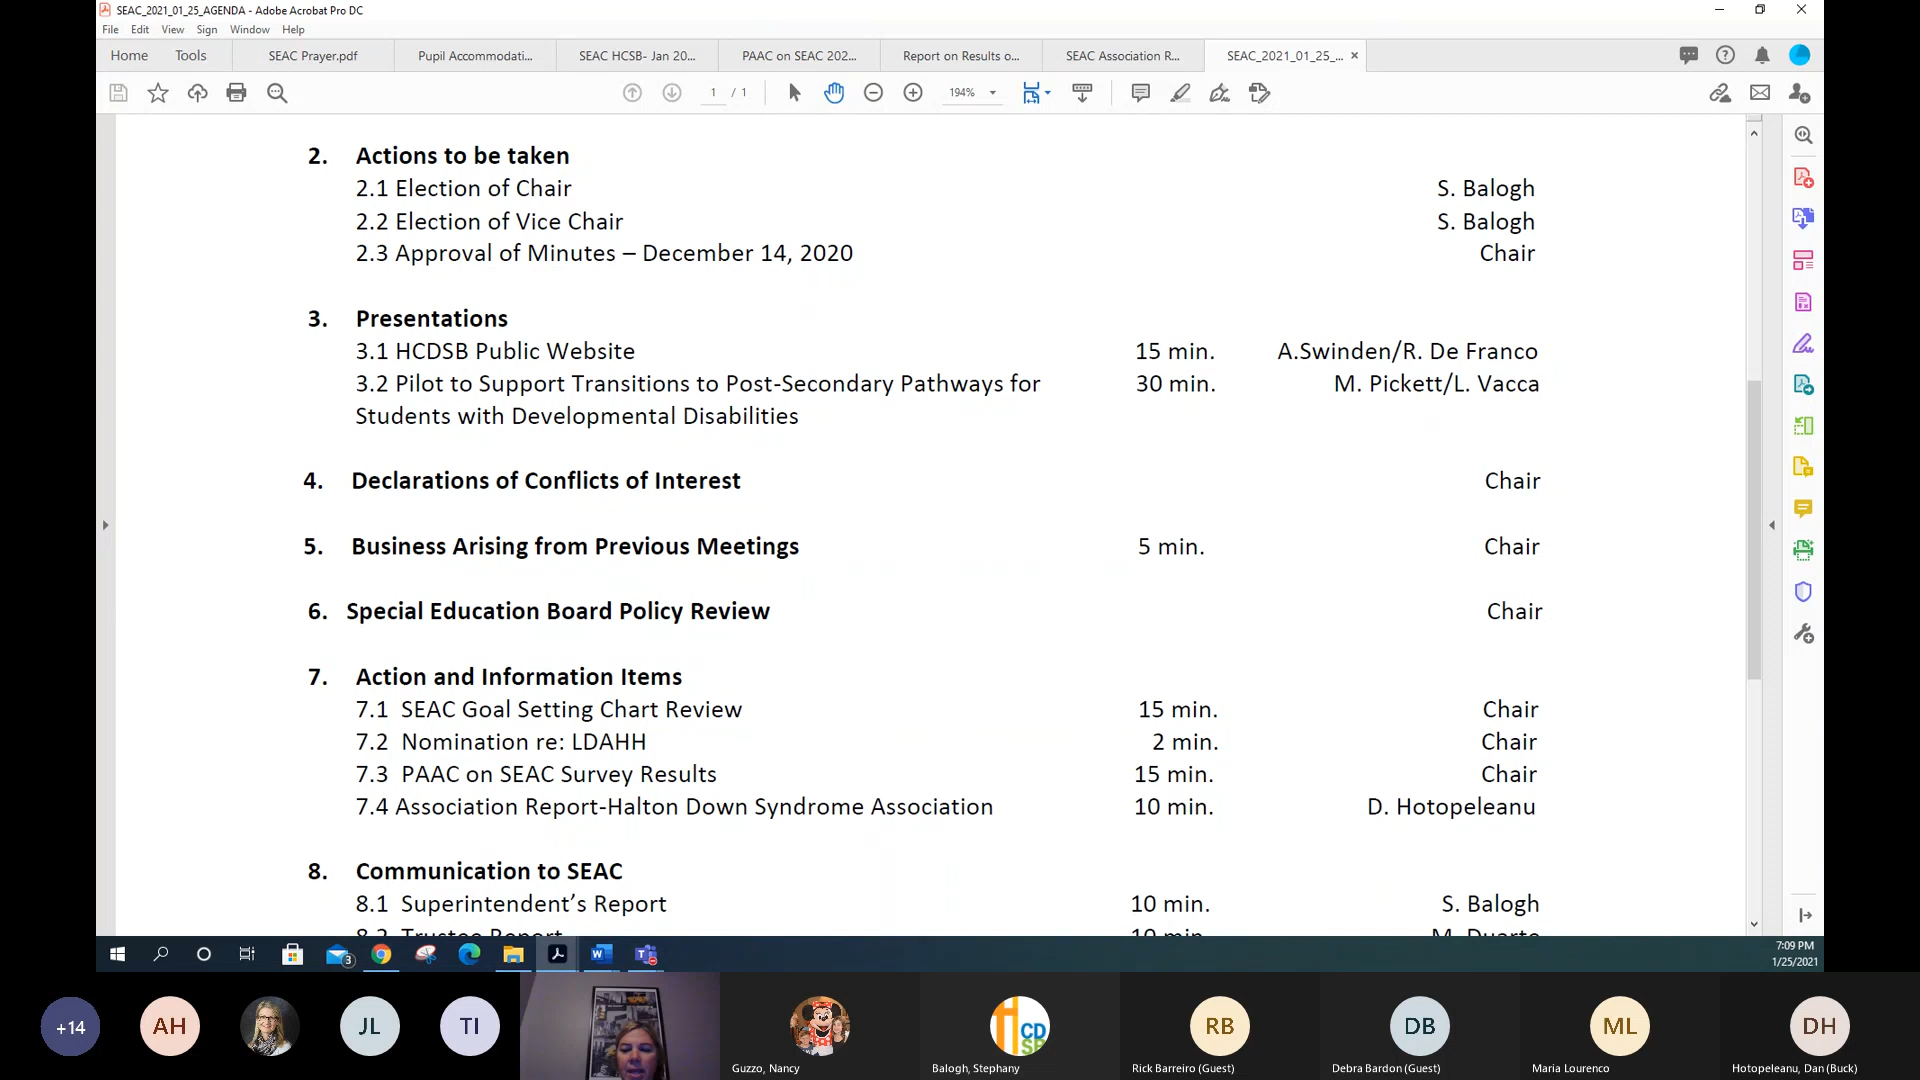 SEAC_2021_01_25_AGENDA - Adobe Acrobat Pro DC
File Edit View Sign Window Help
Home Tools SEAC Prayer.pdf Pupil Accommodati... SEAC HCSB- Jan 20... PAAC on SEAC 202... Report on Results o... SEAC Association R... SEAC_2021_01_25_...
1 / 1 194%
2. Actions to be taken
2.1 Election of Chair S. Balogh
2.2 Election of Vice Chair S. Balogh
2.3 Approval of Minutes – December 14, 2020 Chair
3. Presentations
3.1 HCDSB Public Website 15 min. A.Swinden/R. De Franco
3.2 Pilot to Support Transitions to Post-Secondary Pathways for 30 min. M. Pickett/L. Vacca
Students with Developmental Disabilities
4. Declarations of Conflicts of Interest Chair
5. Business Arising from Previous Meetings 5 min. Chair
6. Special Education Board Policy Review Chair
7. Action and Information Items
7.1 SEAC Goal Setting Chart Review 15 min. Chair
7.2 Nomination re: LDAHH 2 min. Chair
7.3 PAAC on SEAC Survey Results 15 min. Chair
7.4 Association Report-Halton Down Syndrome Association 10 min. D. Hotopeleanu
8. Communication to SEAC
8.1 Superintendent's Report 10 min. S. Balogh
8.2 Trustee Report 10 min. M. Duarte
3
7:09 PM
1/25/2021
+14 AH JL TI CD SB RB DB ML DH
Guzzo, Nancy Balogh, Stephany Rick Barreiro (Guest) Debra Bardon (Guest) Maria Lourenco Hotopeleanu, Dan (Buck)